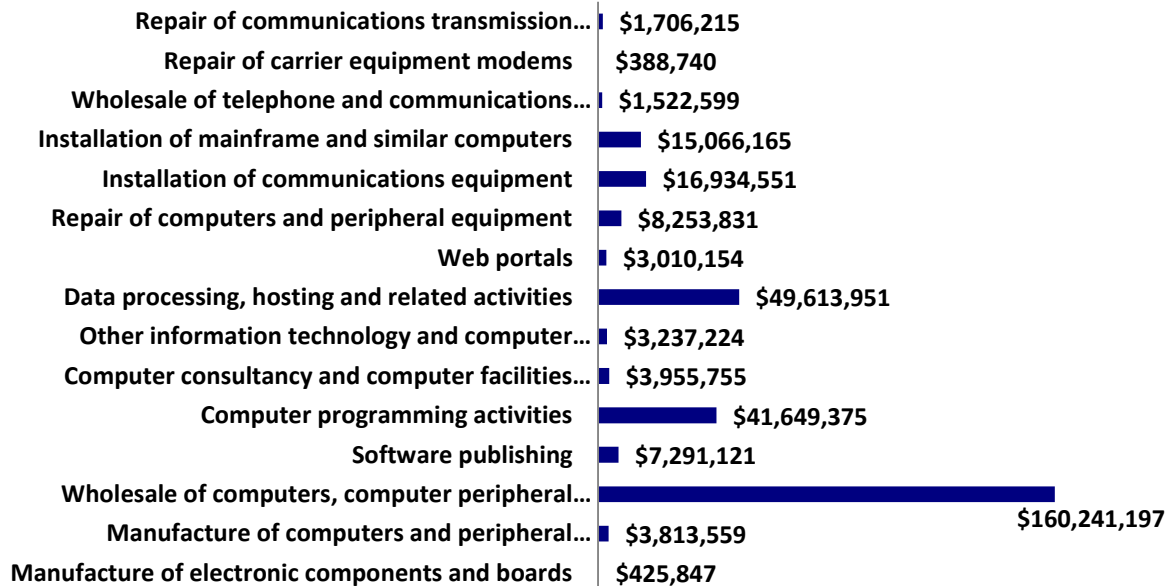 Repair of communications transmission… $1,706,215
Repair of carrier equipment modems $388,740
Wholesale of telephone and communications… $1,522,599
Installation of mainframe and similar computers $15,066,165
Installation of communications equipment $16,934,551
Repair of computers and peripheral equipment $8,253,831
Web portals $3,010,154
Data processing, hosting and related activities $49,613,951
Other information technology and computer… $3,237,224
Computer consultancy and computer facilities… $3,955,755
Computer programming activities $41,649,375
Software publishing $7,291,121
Wholesale of computers, computer peripheral… $160,241,197
Manufacture of computers and peripheral… $3,813,559
Manufacture of electronic components and boards $425,847